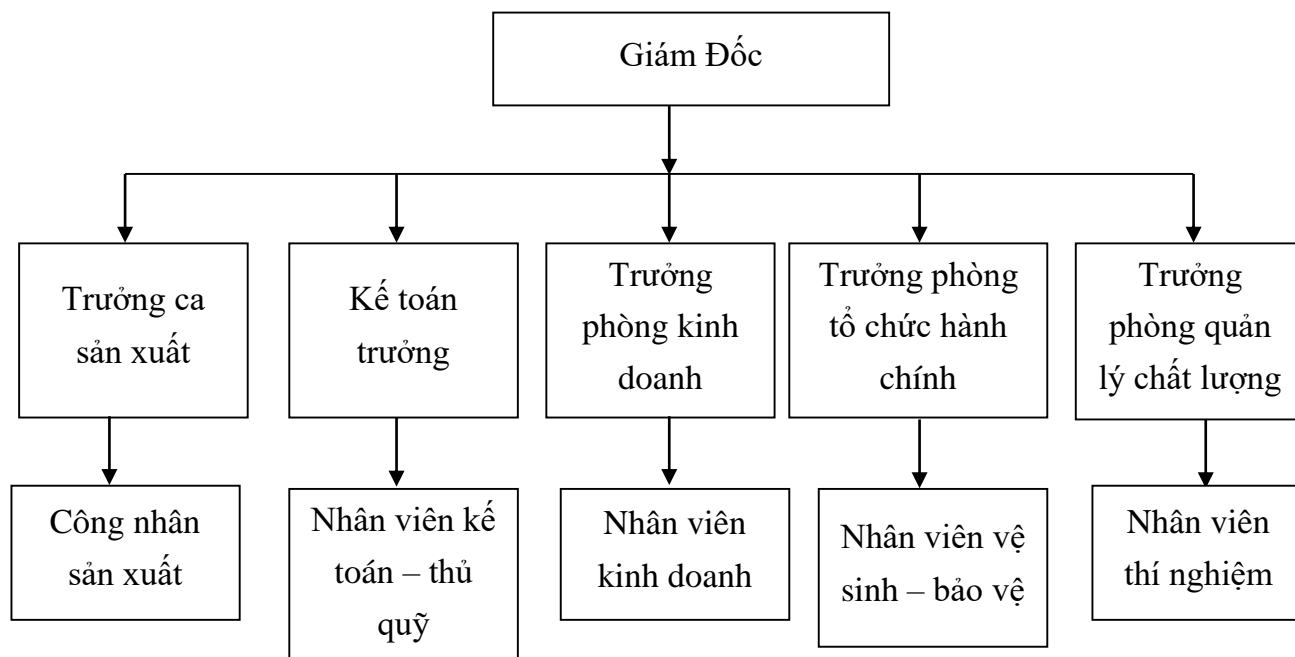 Giám Đốc
Trưởng ca
sản xuất
Kế toán
trưởng
Trưởng
phòng kinh
doanh
Trưởng phòng
tổ chức hành
chính
Trưởng
phòng quản
lý chất lượng
Công nhân
sản xuất
Nhân viên kế
toán – thủ
quỹ
Nhân viên
kinh doanh
Nhân viên vệ
sinh – bảo vệ
Nhân viên
thí nghiệm